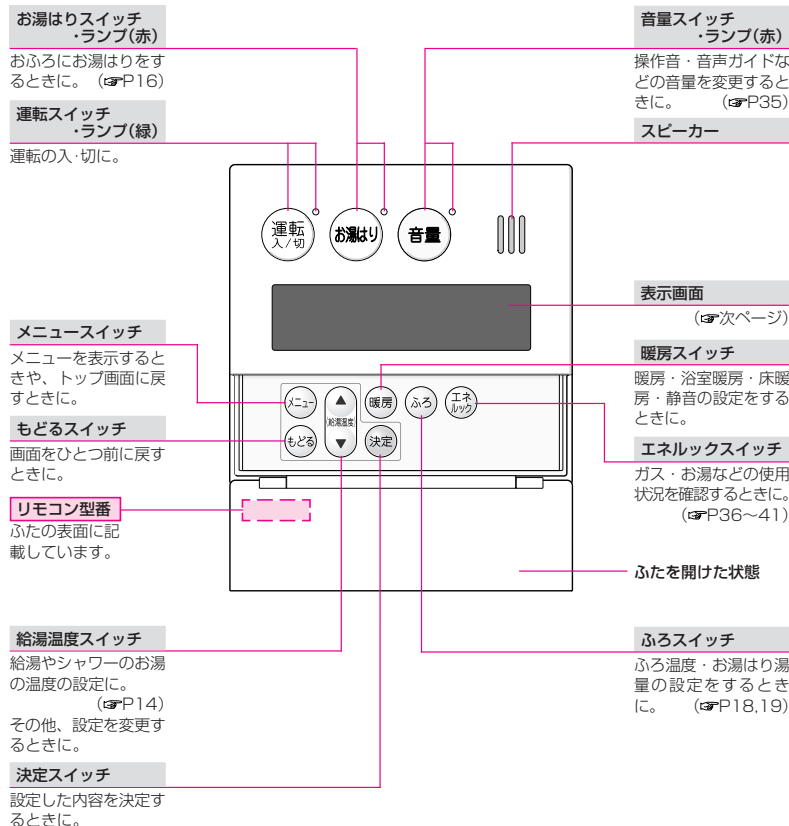 お湯はりスイッチ
・ランプ(赤)
おふろにお湯はりをす
るときに。 (☞P16)
運転スイッチ
・ランプ(緑)
運転の入・切に。
メニュースイッチ
メニューを表示すると
きや、トップ画面に戻
すときに。
もどるスイッチ
画面をひとつ前に戻す
ときに。
リモコン型番
ふたの表面に記
載しています。
給湯温度スイッチ
給湯やシャワーのお湯
の温度の設定に。
(☞P14)
その他、設定を変更す
るときに。
決定スイッチ
設定した内容を決定す
るときに。
運転
入/切
お湯はり
音量
メニュー
▲
給湯温度
▼
もどる
暖房
ふろ
エネ
ルック
決定
音量スイッチ
・ランプ(赤)
操作音・音声ガイドな
どの音量を変更すると
きに。 (☞P35)
スピーカー
表示画面
(☞次ページ)
暖房スイッチ
暖房・浴室暖房・床暖
房・静音の設定をする
ときに。
エネルックスイッチ
ガス・お湯などの使用
状況を確認するときに。
(☞P36〜41)
ふたを開けた状態
ふろスイッチ
ふろ温度・お湯はり湯
量の設定をするとき
に。 (☞P18,19)